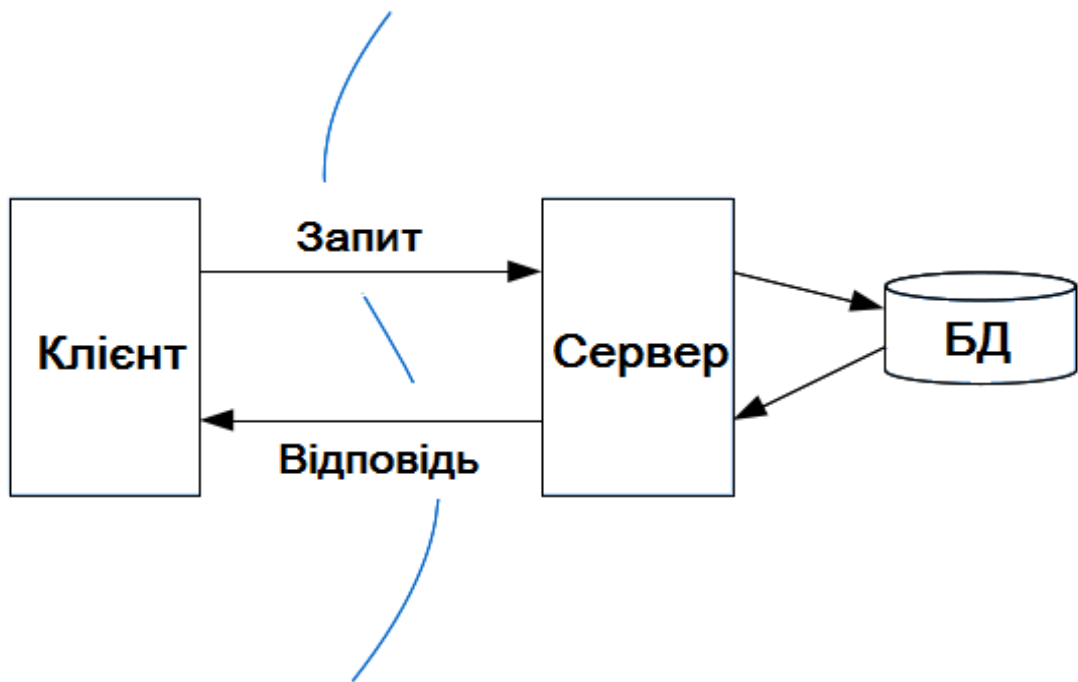 Запит
Клієнт
Сервер
БД
Відповідь